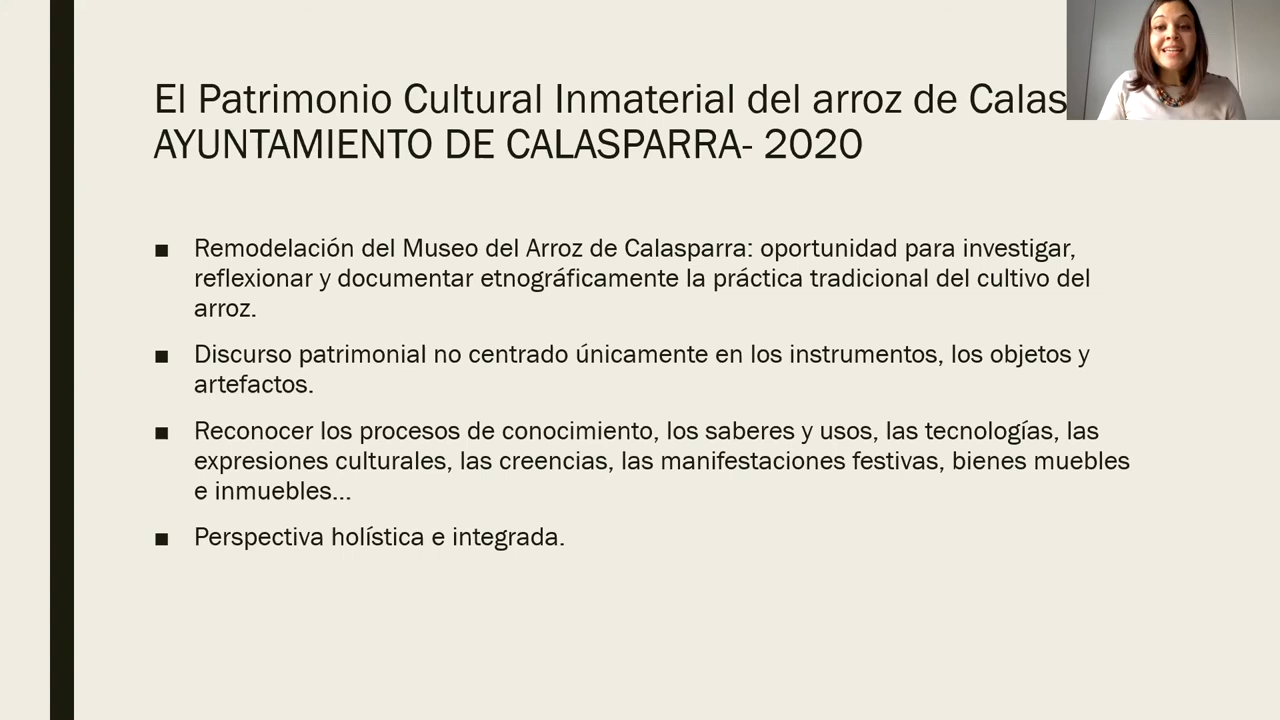 El Patrimonio Cultural Inmaterial del arroz de Calas
AYUNTAMIENTO DE CALASPARRA- 2020
■ Remodelación del Museo del Arroz de Calasparra: oportunidad para investigar,
reflexionar y documentar etnográficamente la práctica tradicional del cultivo del
arroz.
■ Discurso patrimonial no centrado únicamente en los instrumentos, los objetos y
artefactos.
■ Reconocer los procesos de conocimiento, los saberes y usos, las tecnologías, las
expresiones culturales, las creencias, las manifestaciones festivas, bienes muebles
e inmuebles...
■ Perspectiva holística e integrada.